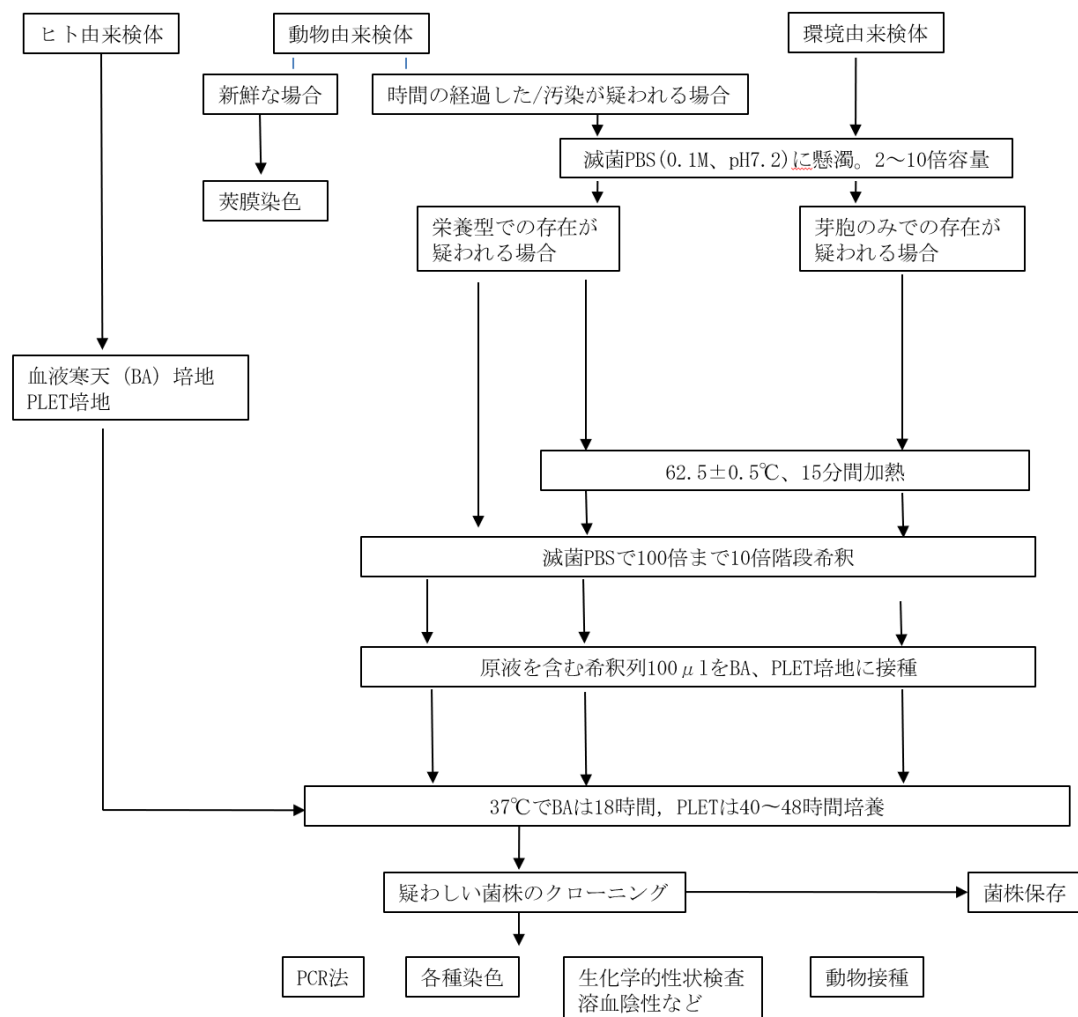 ヒト由来検体
動物由来検体
環境由来検体
新鮮な場合
時間の経過した/汚染が疑われる場合
滅菌PBS(0.1M、pH7.2)に懸濁。2～10倍容量
莢膜染色
栄養型での存在が
疑われる場合
芽胞のみでの存在が
疑われる場合
血液寒天（BA）培地
PLET培地
62.5±0.5℃、15分間加熱
滅菌PBSで100倍まで10倍階段希釈
原液を含む希釈列100μlをBA、PLET培地に接種
37℃でBAは18時間，PLETは40～48時間培養
疑わしい菌株のクローニング
菌株保存
PCR法
各種染色
生化学的性状検査
溶血陰性など
動物接種